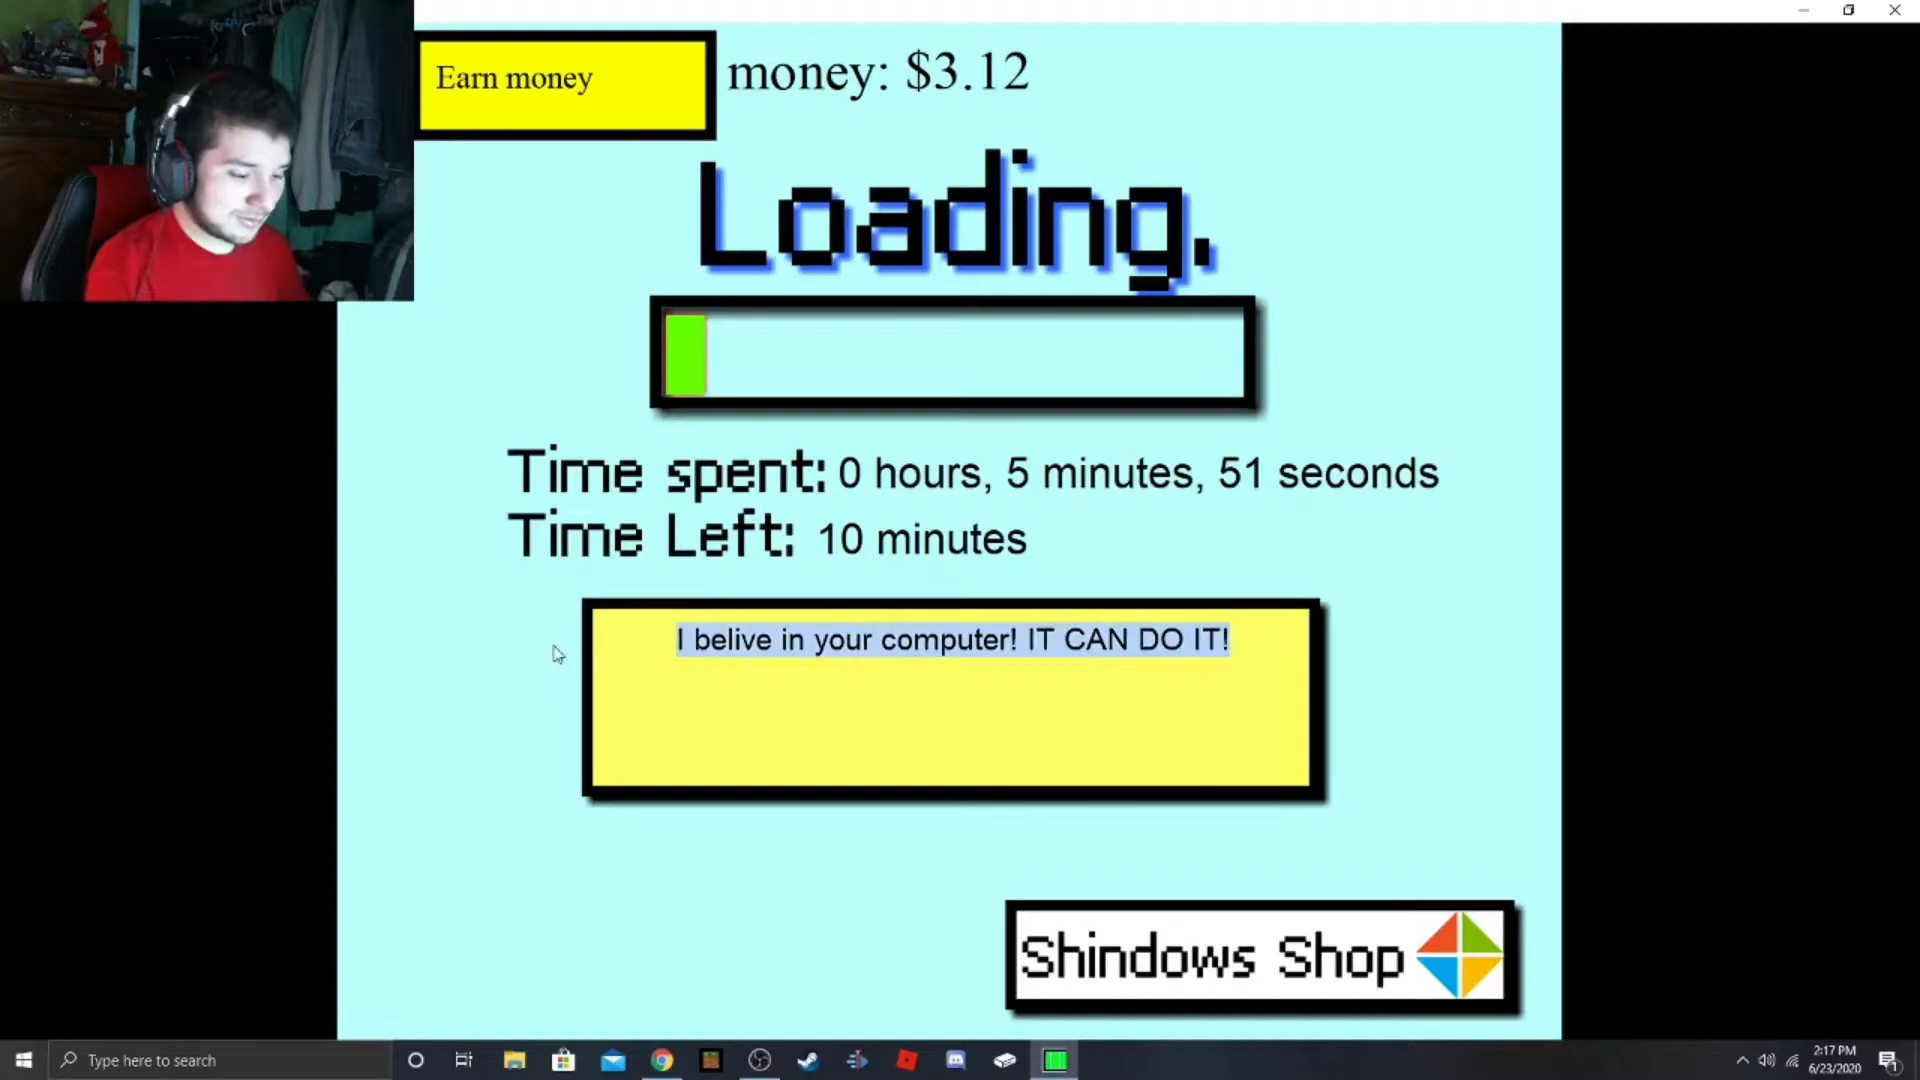 Earn money
money: $3.12
Loading.
Time spent: 0 hours, 5 minutes, 51 seconds
Time Left: 10 minutes
I belive in your computer! IT CAN DO IT!
Shindows Shop
Type here to search
2:17 PM
6/23/2020
1